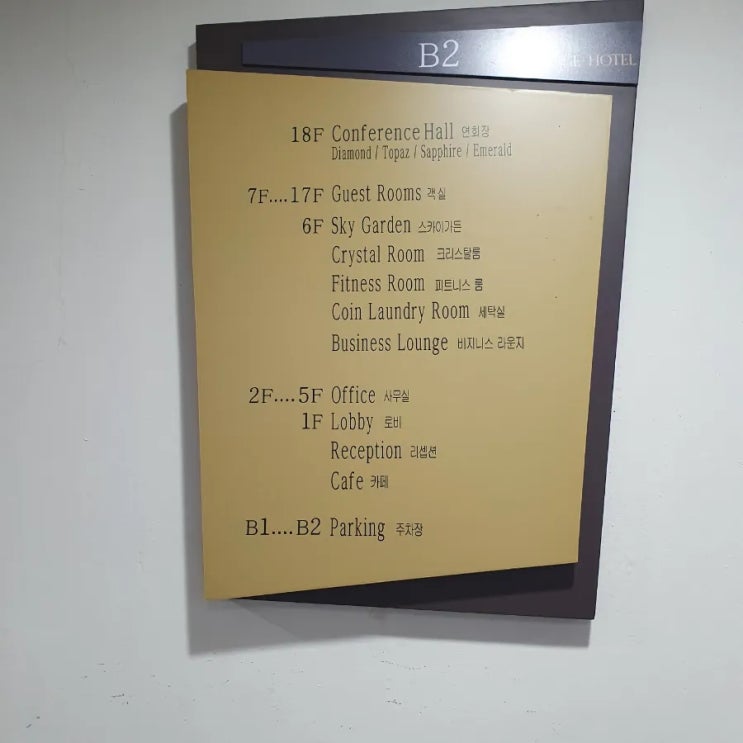 B2
HOTEL
18F Conference Hall 연회장
Diamond / Topaz / Sapphire / Emerald
7F....17F Guest Rooms 객실
6F Sky Garden 스카이가든
Crystal Room 크리스탈룸
Fitness Room 피트니스 룸
Coin Laundry Room 세탁실
Business Lounge 비지니스 라운지
2F....5F Office 사무실
1F Lobby 로비
Reception 리셉션
Cafe 카페
B1....B2 Parking 주차장